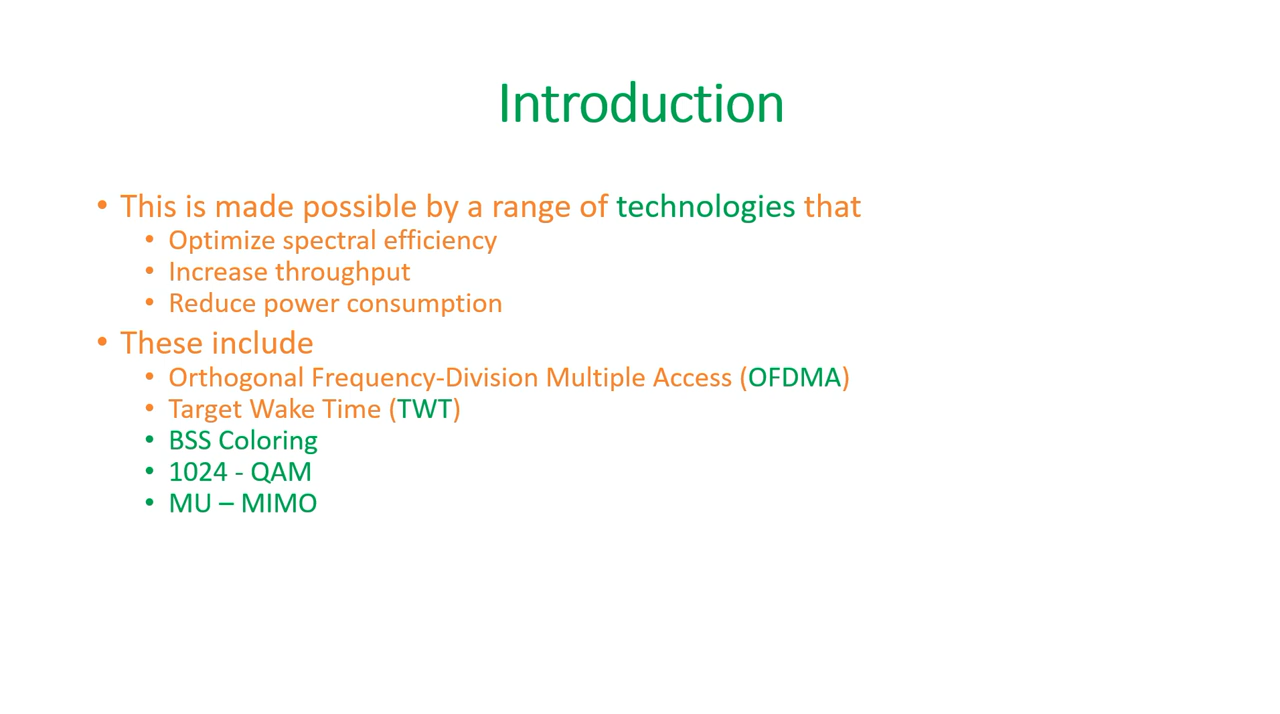 Introduction
• This is made possible by a range of technologies that
• Optimize spectral efficiency
• Increase throughput
• Reduce power consumption
• These include
• Orthogonal Frequency-Division Multiple Access (OFDMA)
• Target Wake Time (TWT)
• BSS Coloring
• 1024 - QAM
• MU – MIMO